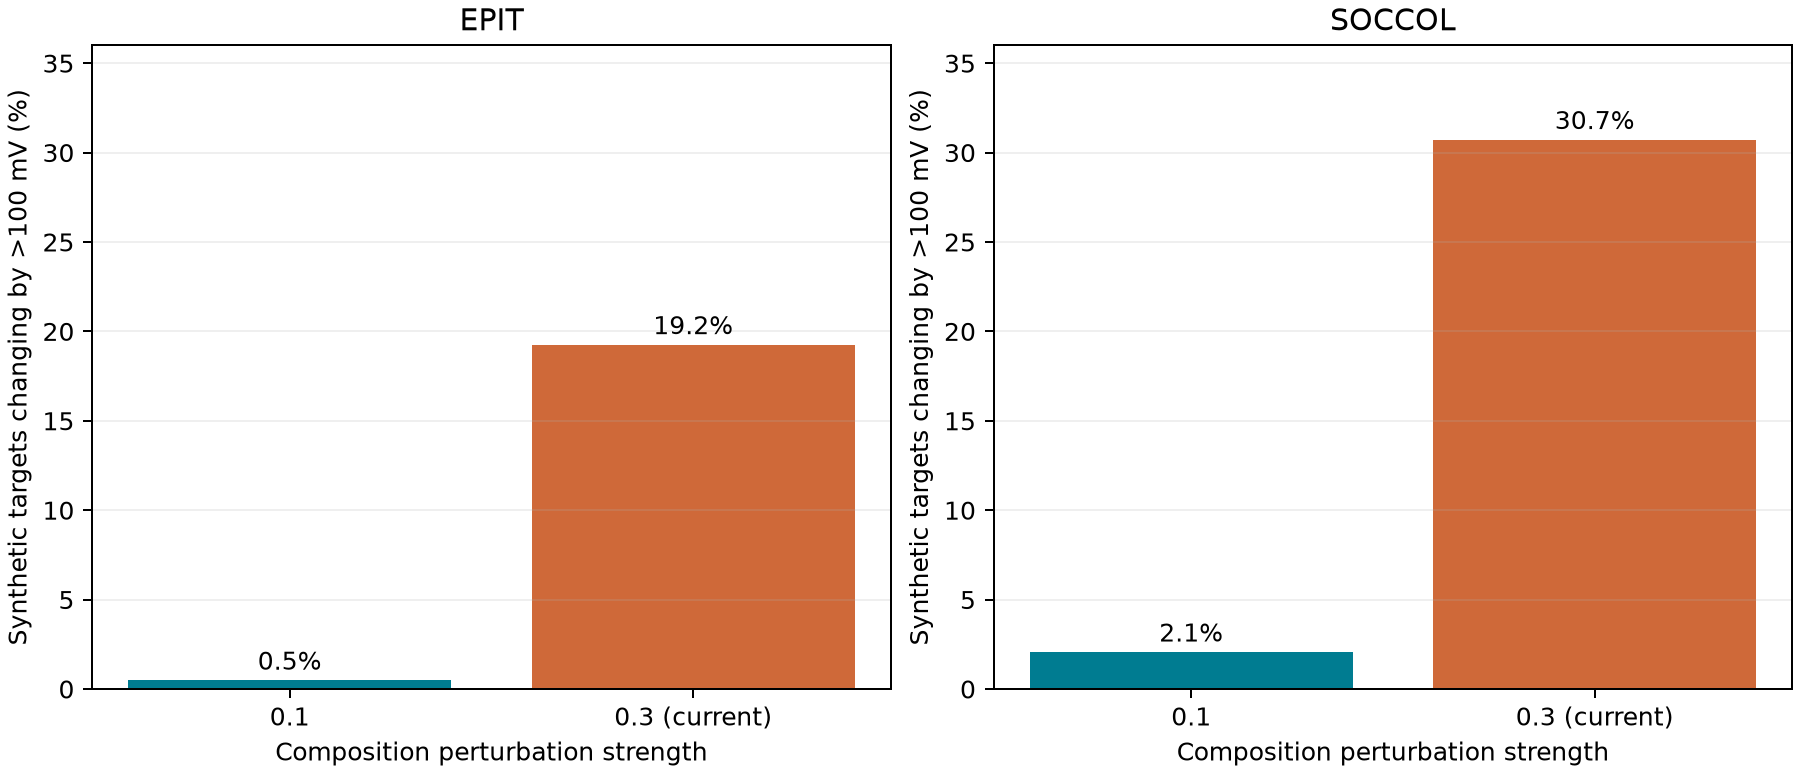 EPIT
Synthetic targets changing by >100 mV (%)
35
30
25
20
15
10
5
0
0.5%
19.2%
0.1
0.3 (current)
Composition perturbation strength
SOCCOL
Synthetic targets changing by >100 mV (%)
35
30
25
20
15
10
5
0
2.1%
30.7%
0.1
0.3 (current)
Composition perturbation strength